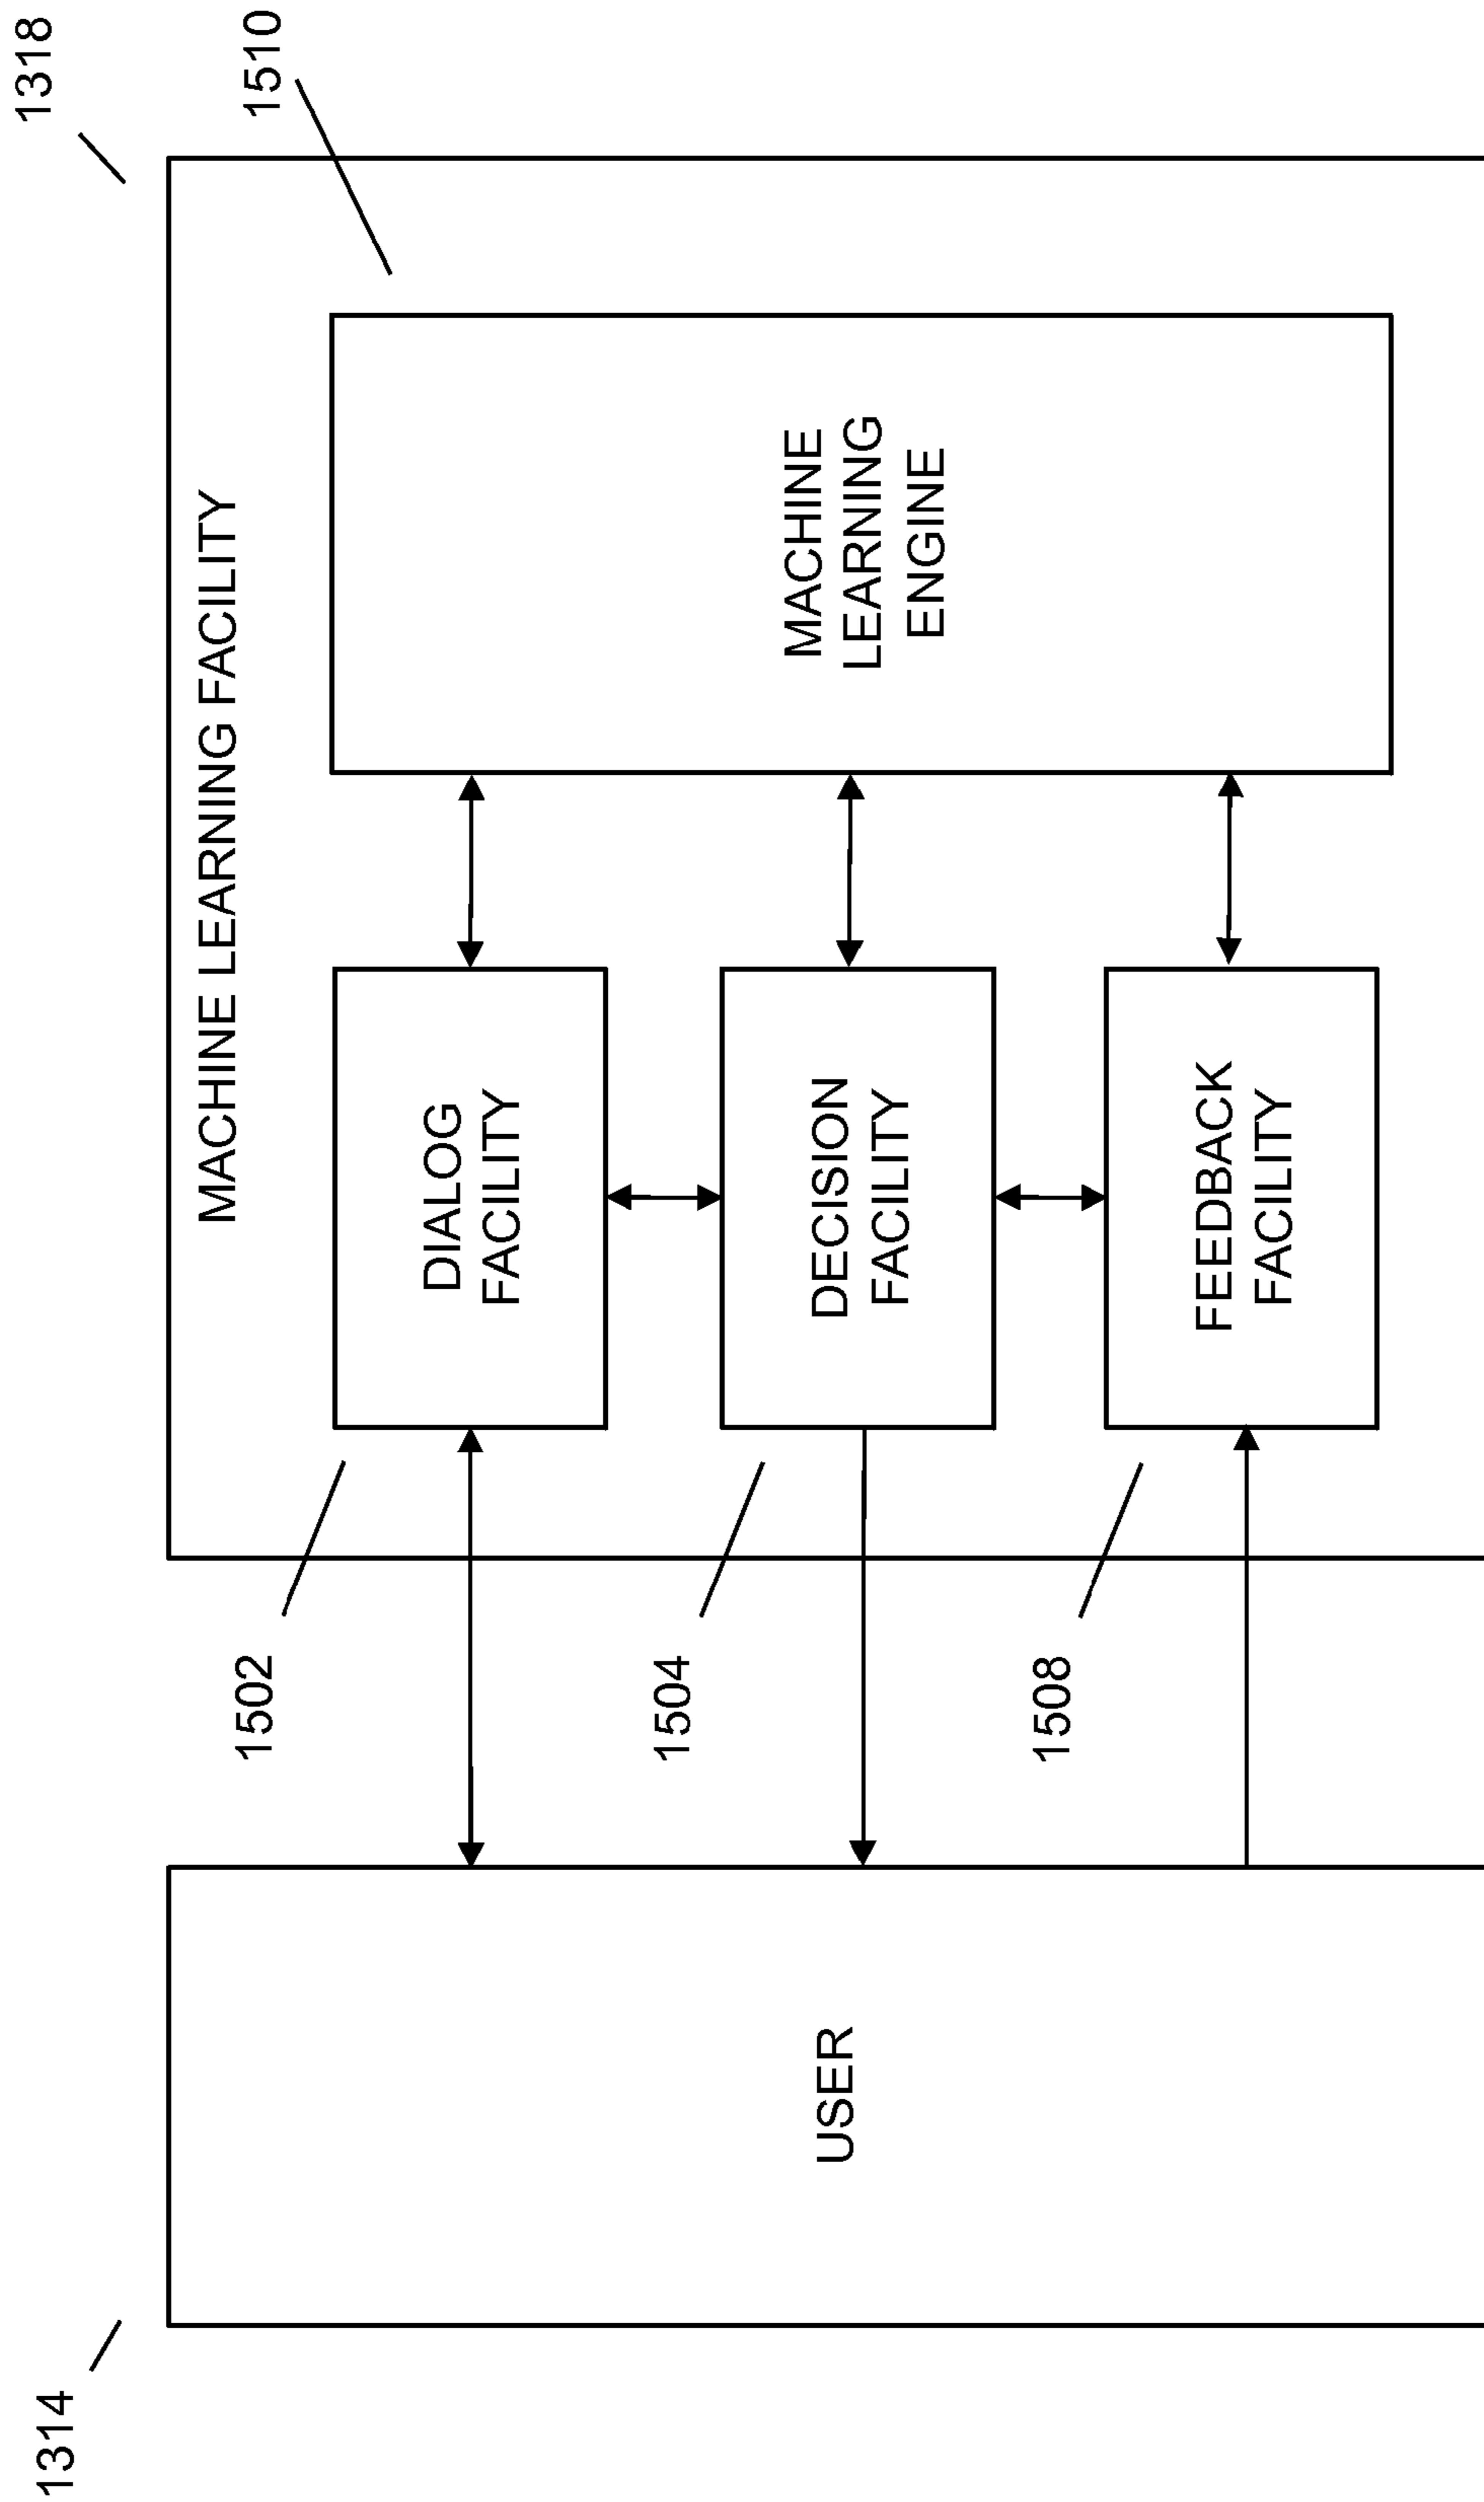 1314
1318
MACHINE LEARNING FACILITY
1502
1510
DIALOG
FACILITY
USER
1504
DECISION
FACILITY
MACHINE
LEARNING
ENGINE
1508
FEEDBACK
FACILITY